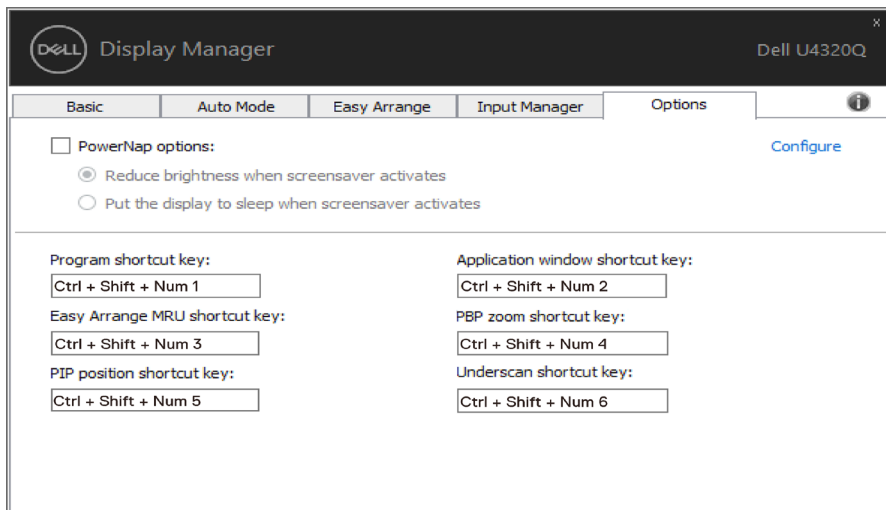 x
DELL Display Manager Dell U4320Q
Basic Auto Mode Easy Arrange Input Manager Options i
PowerNap options: Configure
Reduce brightness when screensaver activates
Put the display to sleep when screensaver activates
Program shortcut key: Application window shortcut key:
Ctrl + Shift + Num 1 Ctrl + Shift + Num 2
Easy Arrange MRU shortcut key: PBP zoom shortcut key:
Ctrl + Shift + Num 3 Ctrl + Shift + Num 4
PIP position shortcut key: Underscan shortcut key:
Ctrl + Shift + Num 5 Ctrl + Shift + Num 6